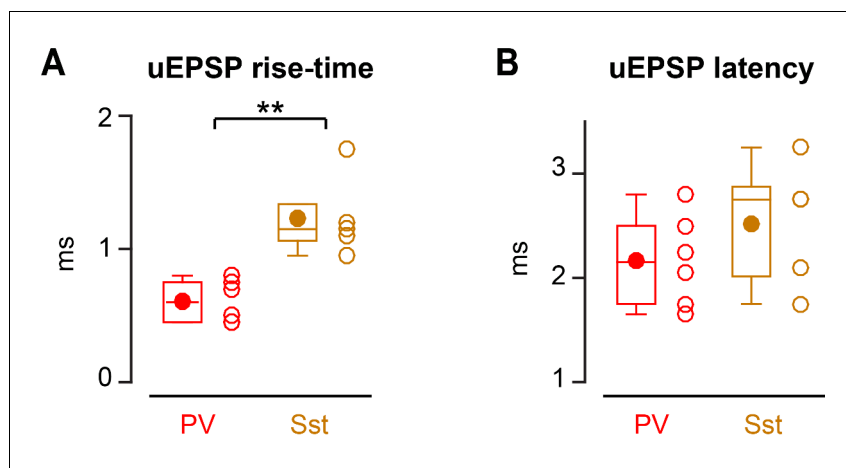 A
uEPSP rise-time
2
**
1
ms
0
PV
Sst
B
uEPSP latency
3
2
ms
1
PV
Sst